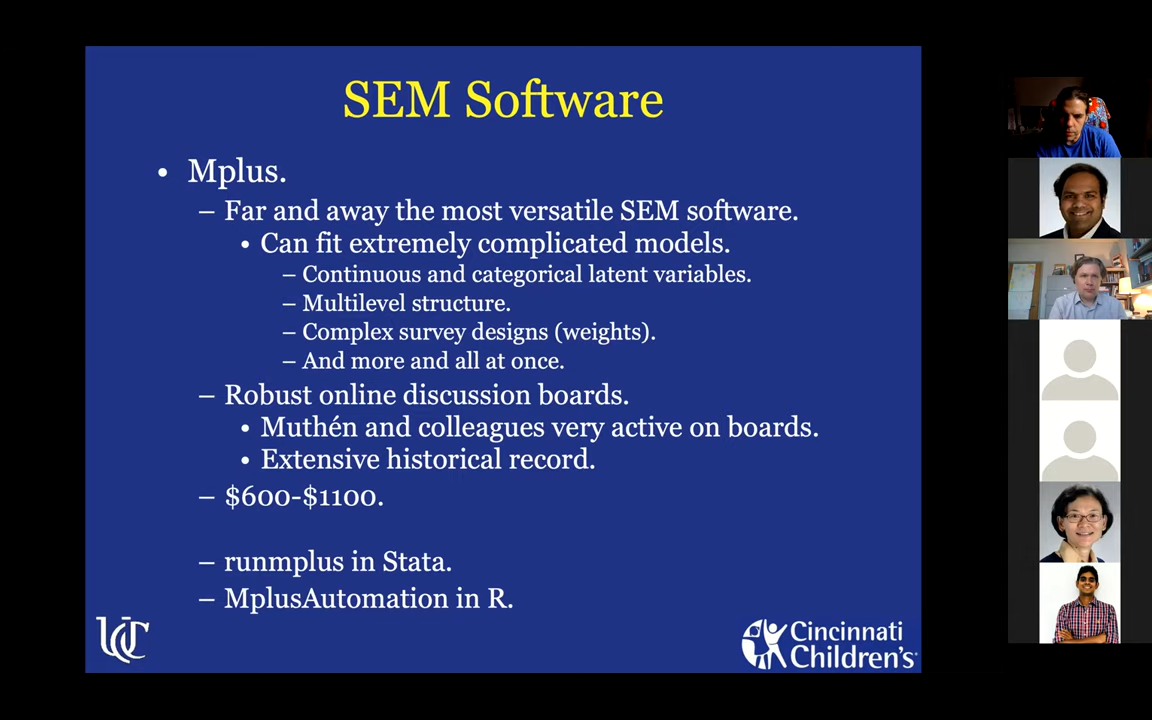 SEM Software
• Mplus.
– Far and away the most versatile SEM software.
• Can fit extremely complicated models.
– Continuous and categorical latent variables.
– Multilevel structure.
– Complex survey designs (weights).
– And more and all at once.
– Robust online discussion boards.
• Muthén and colleagues very active on boards.
• Extensive historical record.
– $600-$1100.
– runmplus in Stata.
– MplusAutomation in R.
UC
Cincinnati
Children's